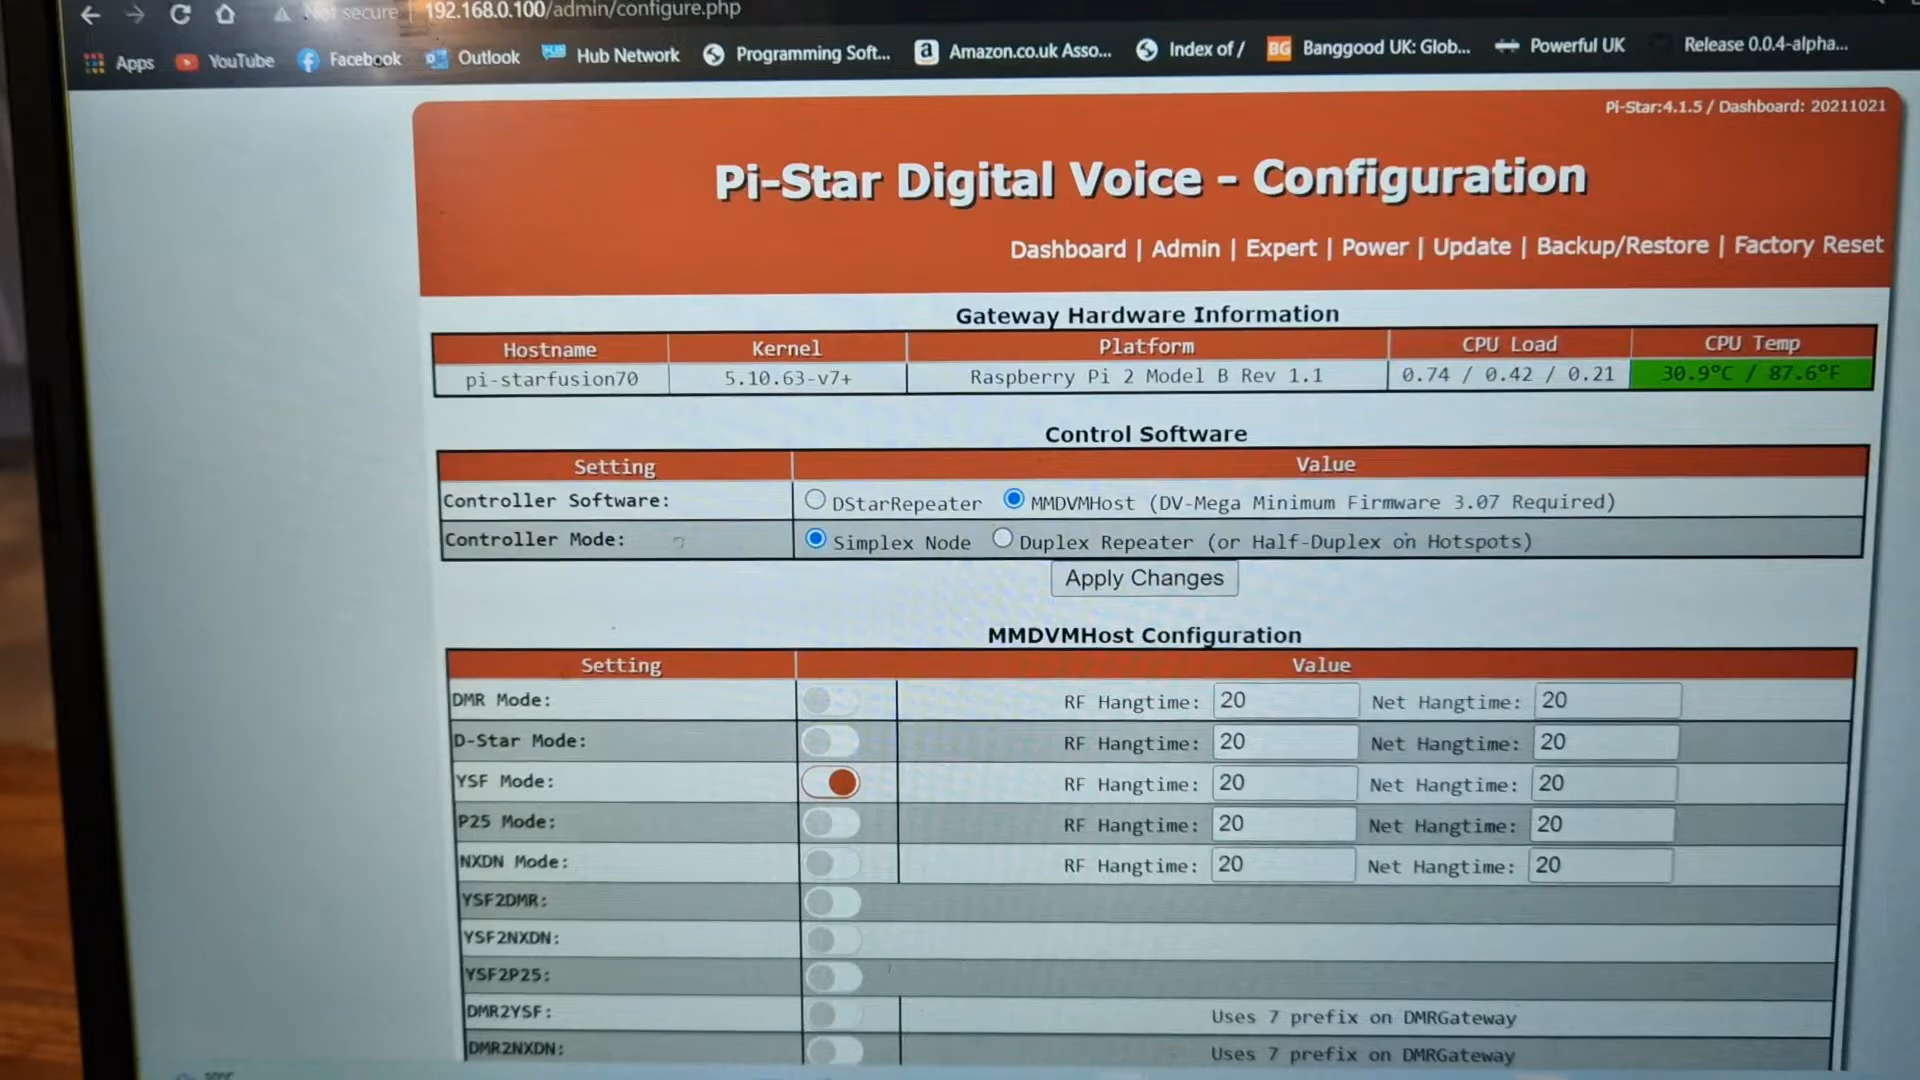 Not secure | 192.168.0.100/admin/configure.php
Apps YouTube Facebook Outlook Hub Network Programming Soft... Amazon.co.uk Asso... Index of / BG Banggood UK: Glob... Powerful UK Release 0.0.4-alpha...
Pi-Star:4.1.5 / Dashboard: 20211021
Pi-Star Digital Voice - Configuration
Dashboard | Admin | Expert | Power | Update | Backup/Restore | Factory Reset
Gateway Hardware Information
Hostname Kernel Platform CPU Load CPU Temp
pi-starfusion70 5.10.63-v7+ Raspberry Pi 2 Model B Rev 1.1 0.74 / 0.42 / 0.21 30.9°C / 87.6°F
Control Software
Setting Value
Controller Software: DStarRepeater MMDVMHost (DV-Mega Minimum Firmware 3.07 Required)
Controller Mode: Simplex Node Duplex Repeater (or Half-Duplex on Hotspots)
Apply Changes
MMDVMHost Configuration
Setting Value
DMR Mode: RF Hangtime: 20 Net Hangtime: 20
D-Star Mode: RF Hangtime: 20 Net Hangtime: 20
YSF Mode: RF Hangtime: 20 Net Hangtime: 20
P25 Mode: RF Hangtime: 20 Net Hangtime: 20
NXDN Mode: RF Hangtime: 20 Net Hangtime: 20
YSF2DMR:
YSF2NXDN:
YSF2P25:
DMR2YSF: Uses 7 prefix on DMRGateway
DMR2NXDN: Uses 7 prefix on DMRGateway